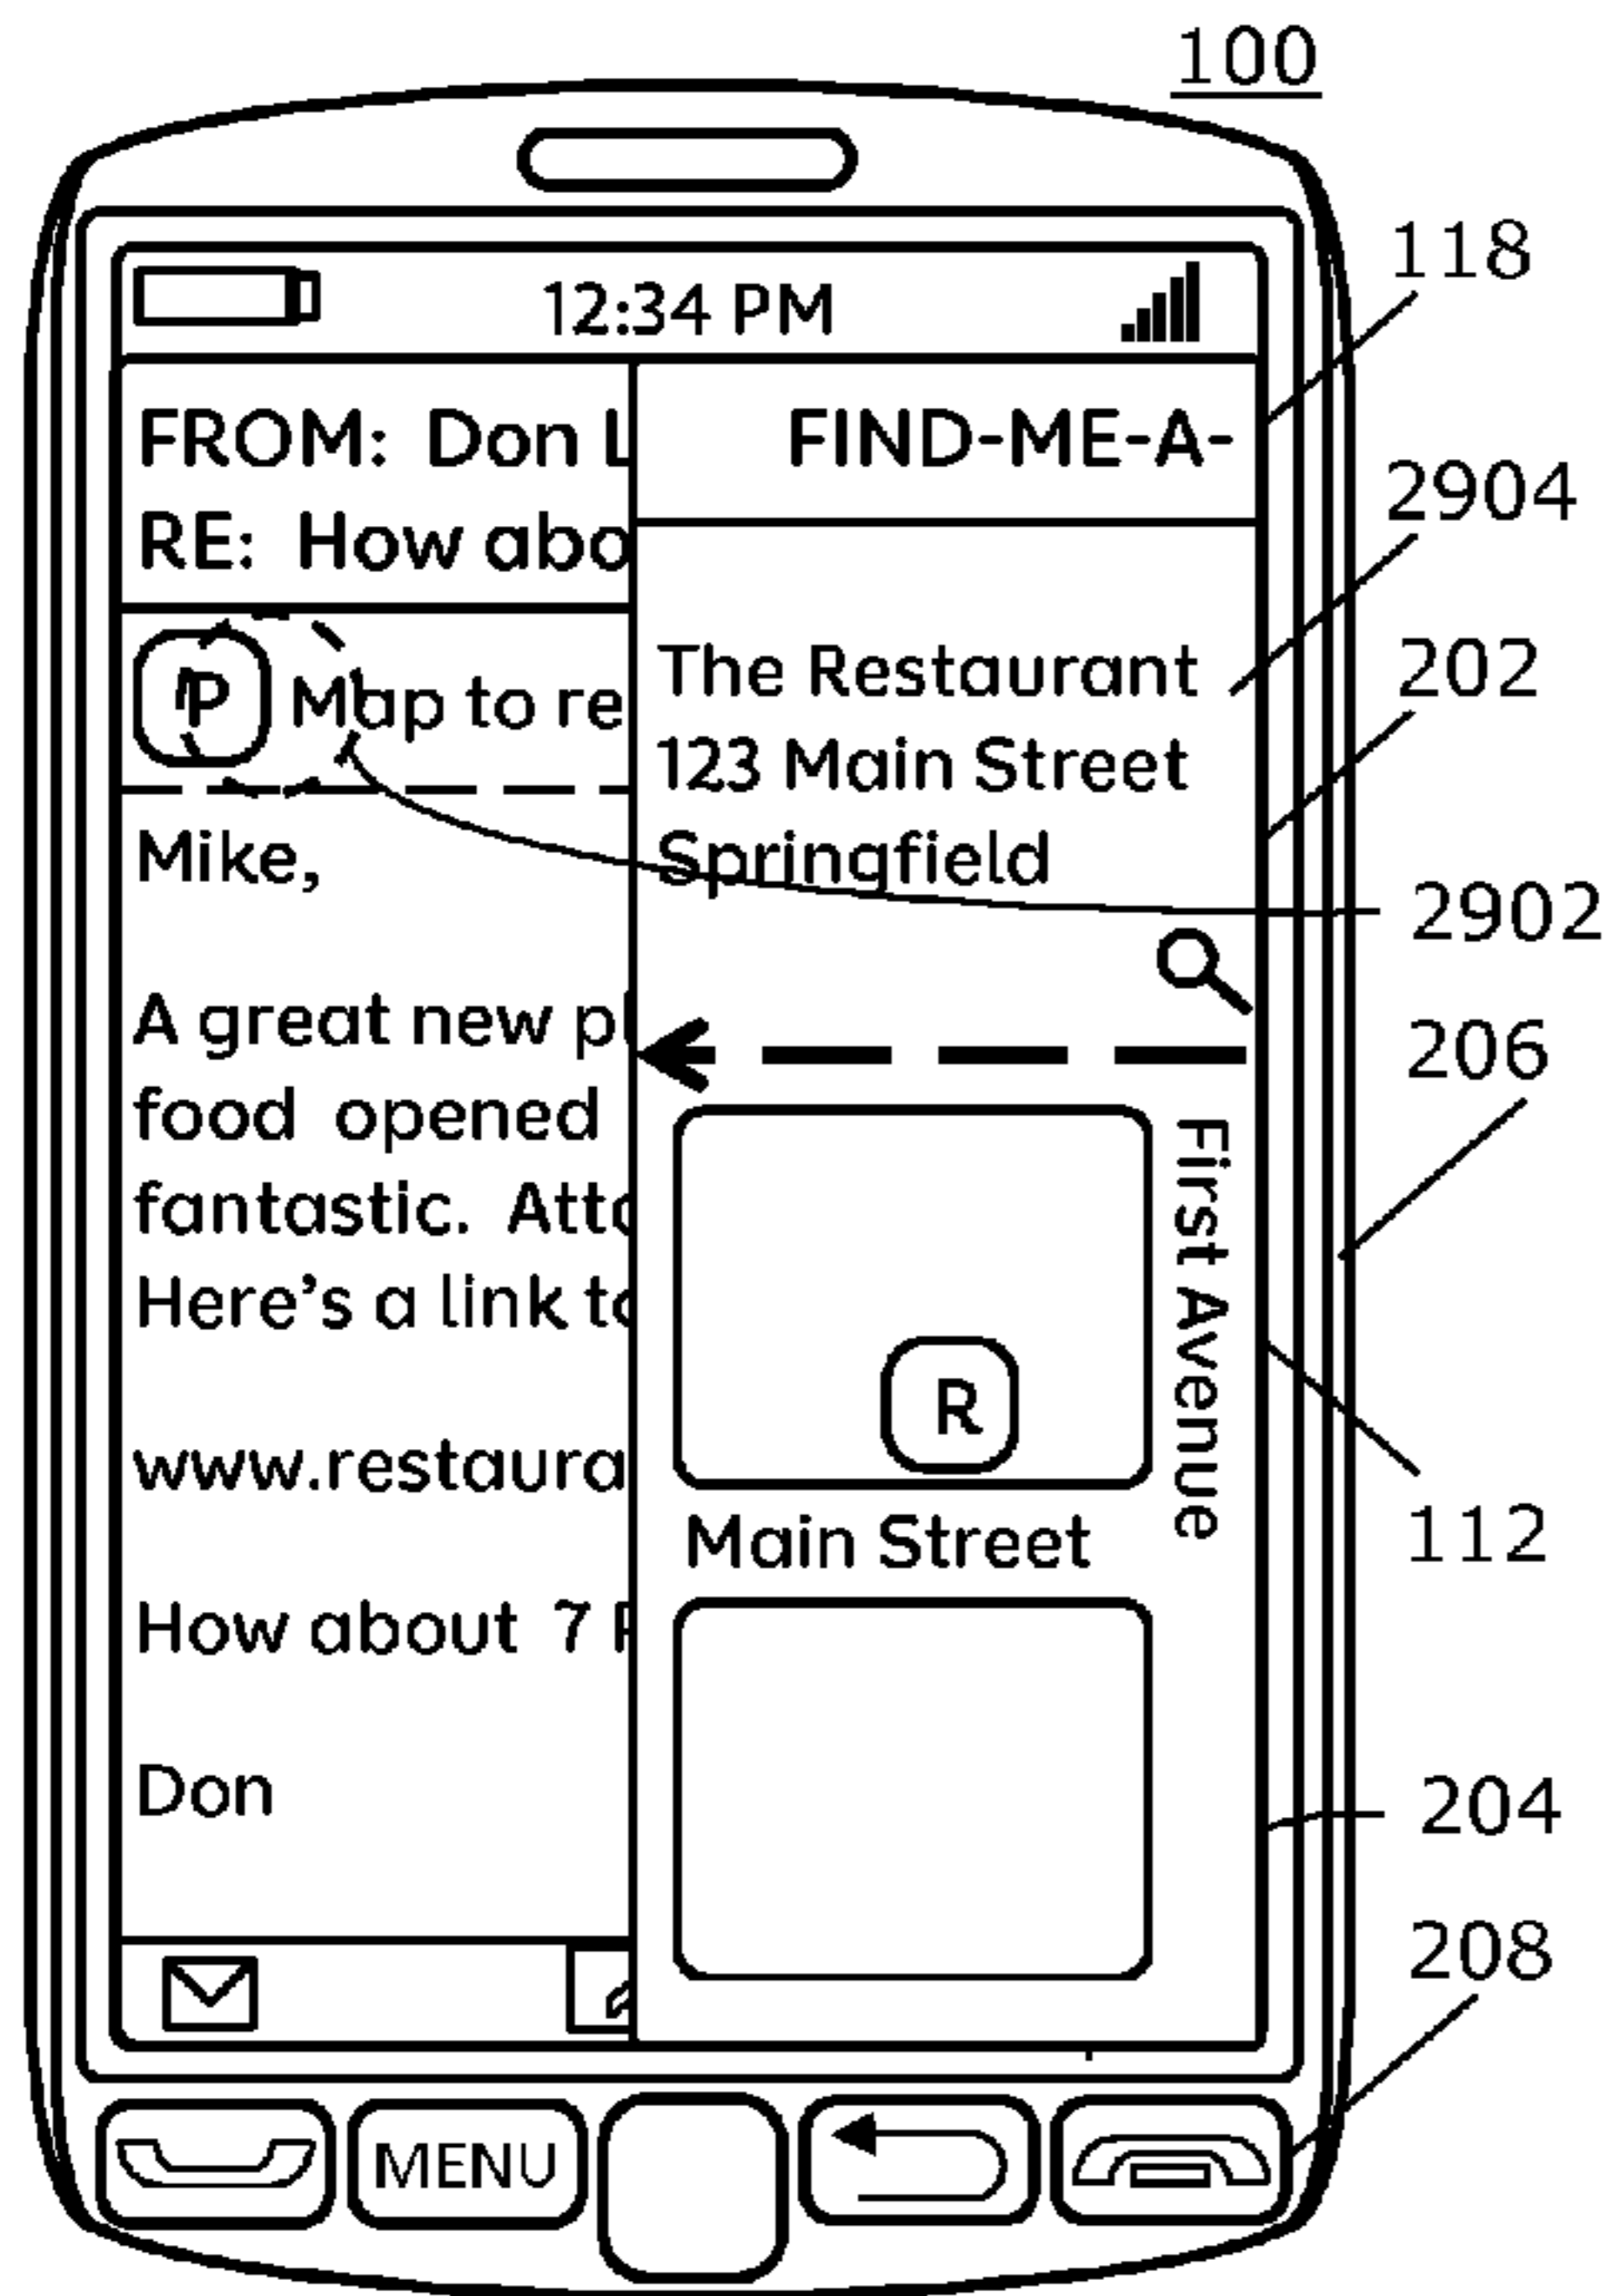 100
12:34 PM
118
FROM: Don L
RE: How abo
FIND-ME-A-
2904
P Map to re
The Restaurant
123 Main Street
Springfield
202
2902
Mike,
A great new pl
food opened
fantastic. Atta
Here's a link to
www.restaura
How about 7 P
Don
206
First Avenue
R
Main Street
112
204
208
MENU